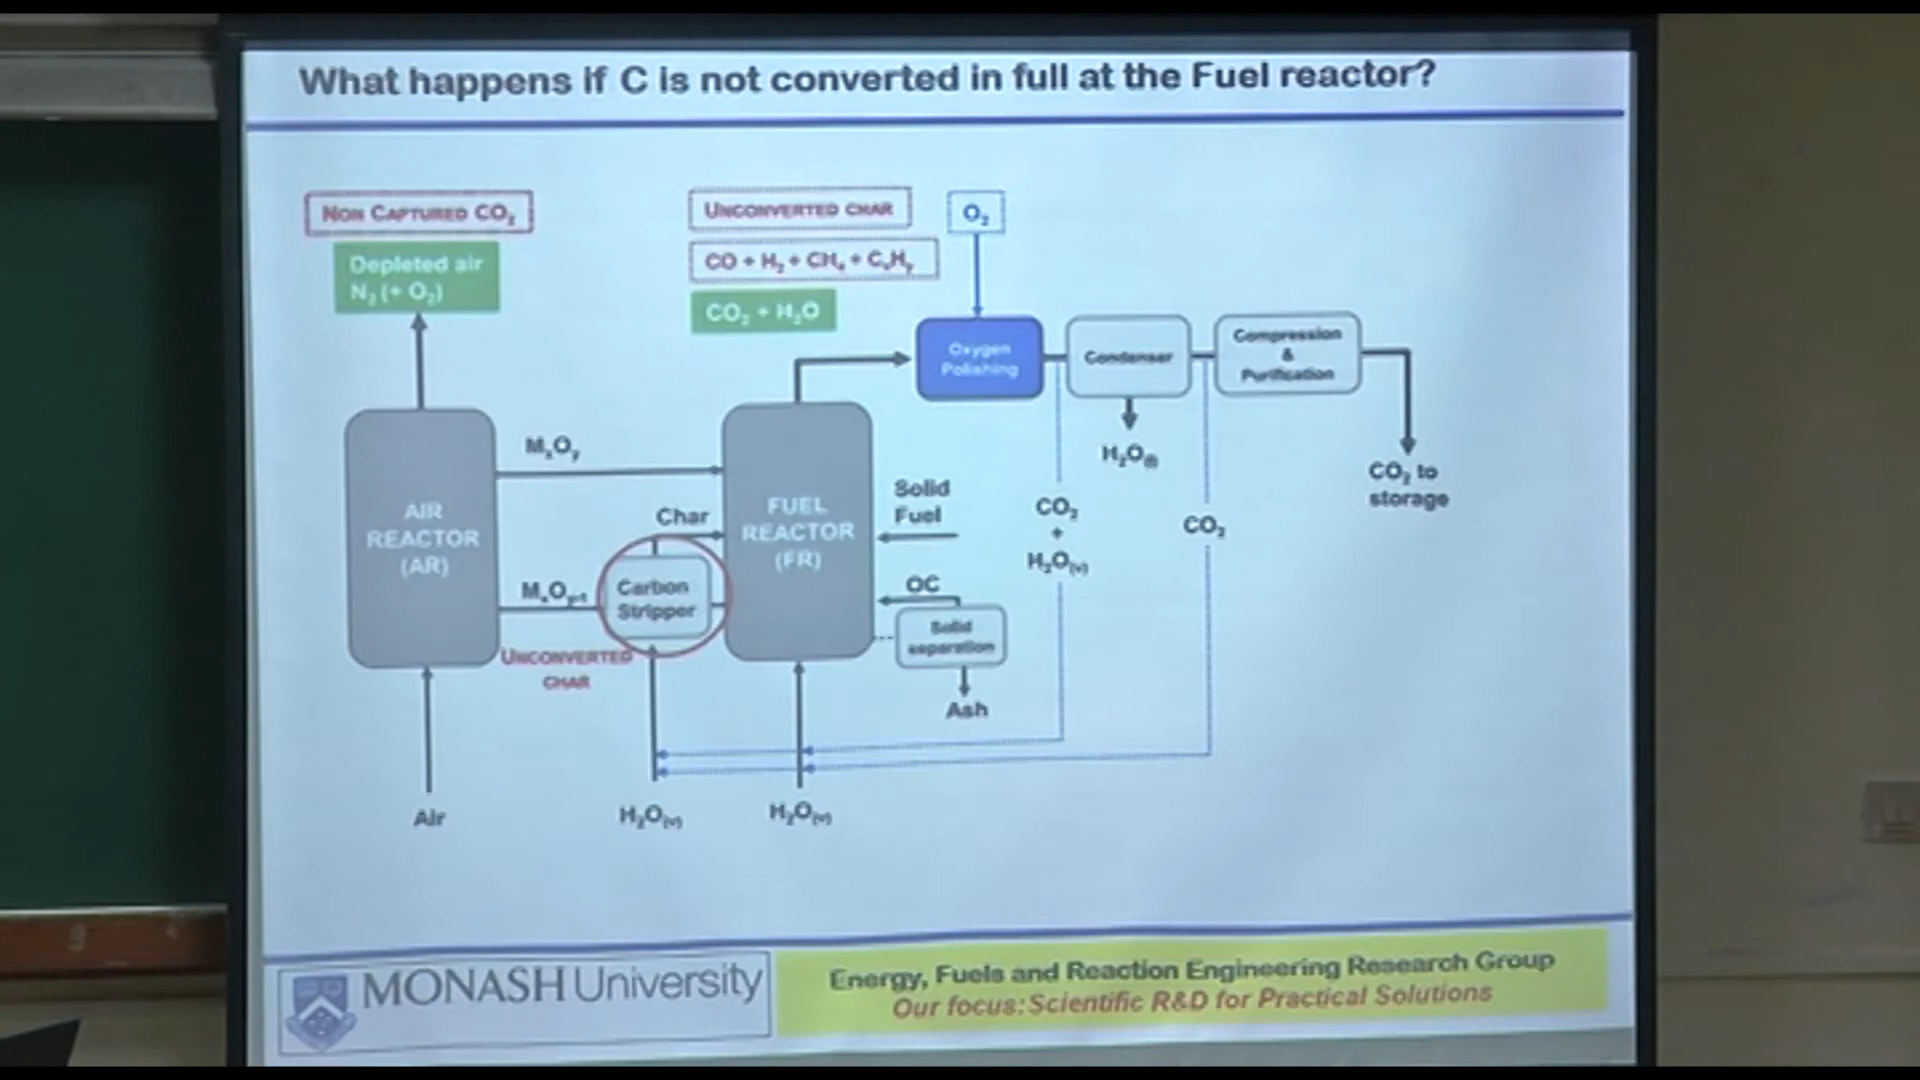 What happens if C is not converted in full at the Fuel reactor?
NON CAPTURED CO₂
Depleted air
N₂ (+ O₂)
UNCONVERTED CHAR
CO + H₂ + CH₄ + CₓHᵧ
CO₂ + H₂O
O₂
Oxygen
Polishing
Condenser
Compression
&
Purification
H₂O(l)
CO₂ to
storage
AIR
REACTOR
(AR)
MₓOᵧ
Char
FUEL
REACTOR
(FR)
Solid
Fuel
CO₂
+
H₂O(v)
CO₂
MₓOᵧ₋₁
Carbon
Stripper
UNCONVERTED
CHAR
OC
Solid
separation
Ash
Air
H₂O(v)
H₂O(v)
MONASH University
Energy, Fuels and Reaction Engineering Research Group
Our focus: Scientific R&D for Practical Solutions